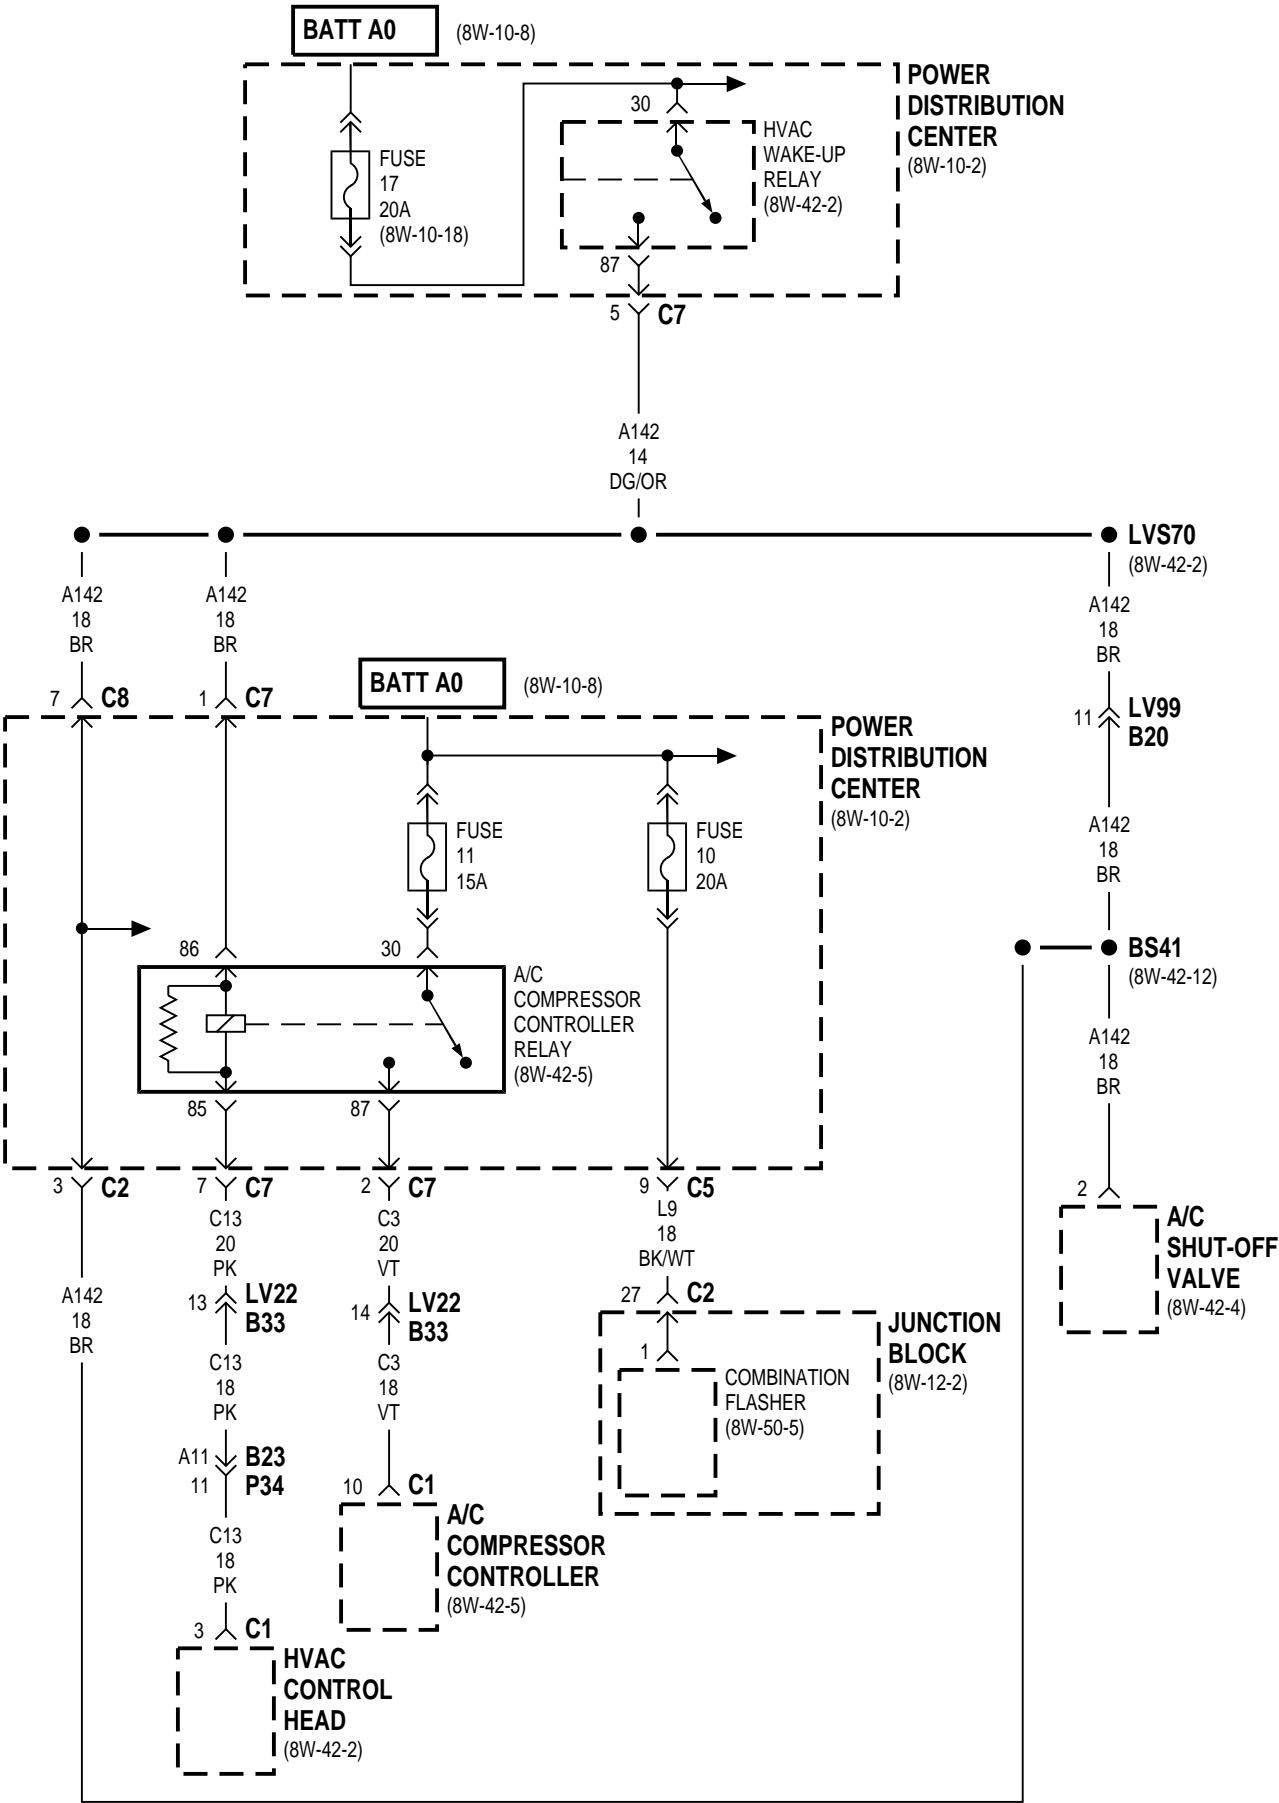 BATT A0
(8W-10-8)
POWER
DISTRIBUTION
CENTER
(8W-10-2)
30
HVAC
WAKE-UP
RELAY
(8W-42-2)
FUSE
17
20A
(8W-10-18)
87
5
C7
A142
14
DG/OR
LVS70
(8W-42-2)
A142
18
BR
A142
18
BR
A142
18
BR
7
C8
1
C7
BATT A0
(8W-10-8)
11
LV99
B20
POWER
DISTRIBUTION
CENTER
(8W-10-2)
FUSE
11
15A
FUSE
10
20A
A142
18
BR
86
30
BS41
(8W-42-12)
A/C
COMPRESSOR
CONTROLLER
RELAY
(8W-42-5)
A142
18
BR
85
87
3
C2
7
C7
2
C7
9
C5
2
A/C
SHUT-OFF
VALVE
(8W-42-4)
C13
20
PK
C3
20
VT
L9
18
BK/WT
A142
18
BR
13
LV22
B33
14
LV22
B33
27
C2
JUNCTION
BLOCK
(8W-12-2)
1
COMBINATION
FLASHER
(8W-50-5)
C13
18
PK
C3
18
VT
A11
B23
11
P34
10
C1
A/C
COMPRESSOR
CONTROLLER
(8W-42-5)
C13
18
PK
3
C1
HVAC
CONTROL
HEAD
(8W-42-2)